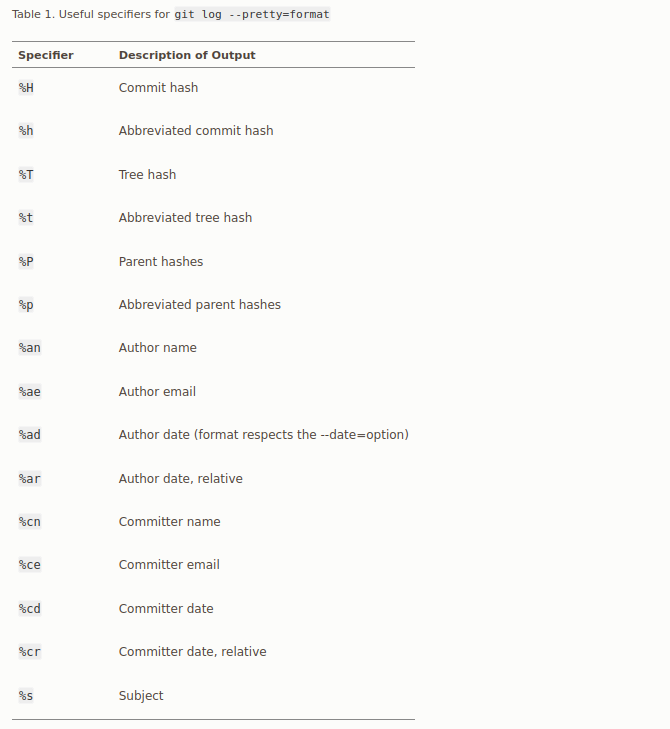 Table 1. Useful specifiers for git log --pretty=format
Specifier Description of Output
%H Commit hash
%h Abbreviated commit hash
%T Tree hash
%t Abbreviated tree hash
%P Parent hashes
%p Abbreviated parent hashes
%an Author name
%ae Author email
%ad Author date (format respects the --date=option)
%ar Author date, relative
%cn Committer name
%ce Committer email
%cd Committer date
%cr Committer date, relative
%s Subject